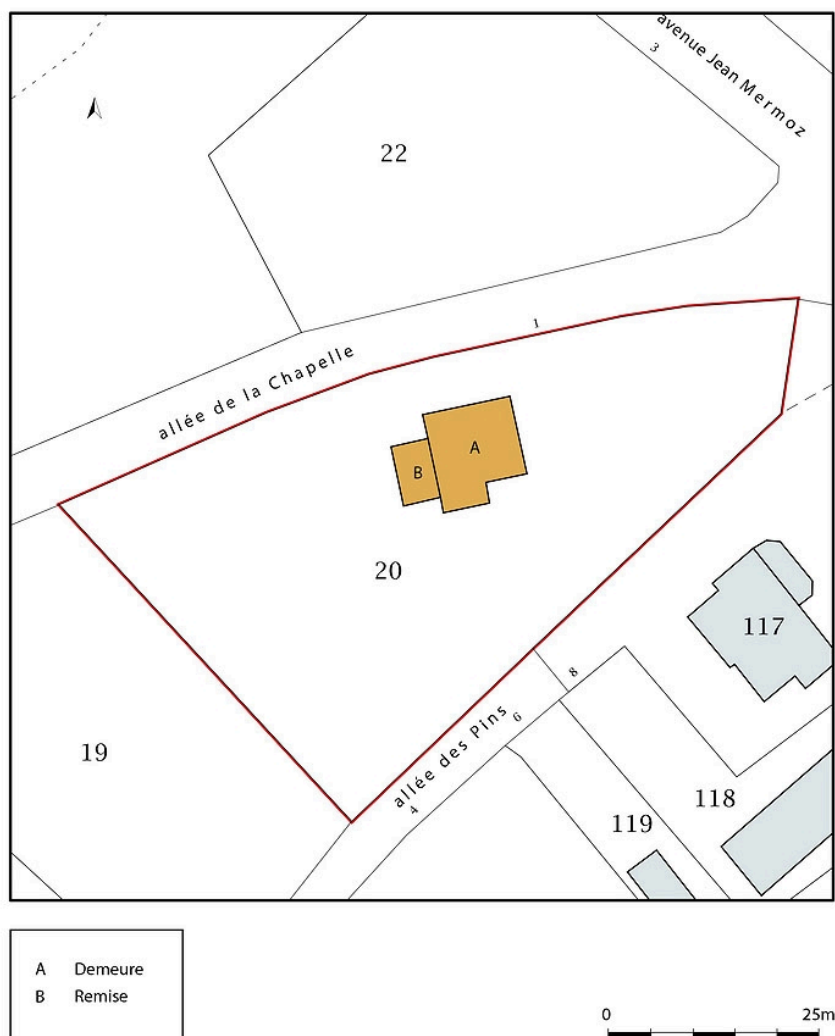 avenue Jean Mermoz
3
22
1
allée de la Chapelle
A
B
20
117
8
6
allée des Pins
4
19
118
119
A Demeure
B Remise
0 25m